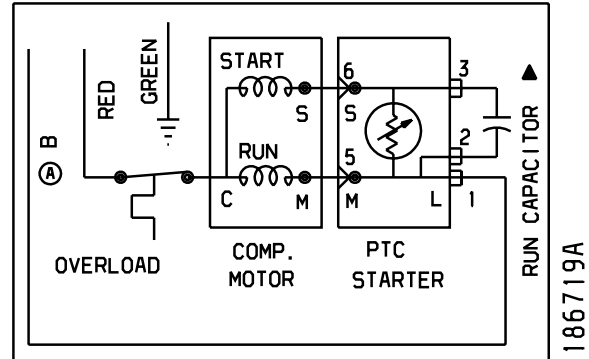 START
RUN
C
S
M
COMP.
MOTOR
6
S
5
M
L
PTC
STARTER
3
2
1
RUN CAPACITOR ▲
RED
GREEN
B
A
OVERLOAD
186719A